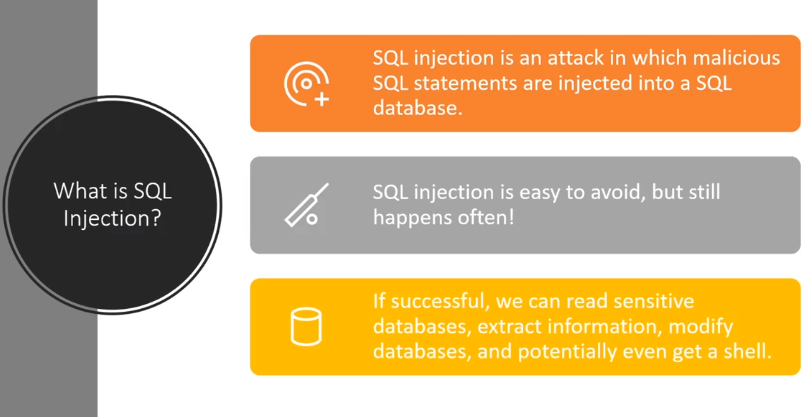 What is SQL
Injection?
SQL injection is an attack in which malicious
SQL statements are injected into a SQL
database.
SQL injection is easy to avoid, but still
happens often!
If successful, we can read sensitive
databases, extract information, modify
databases, and potentially even get a shell.